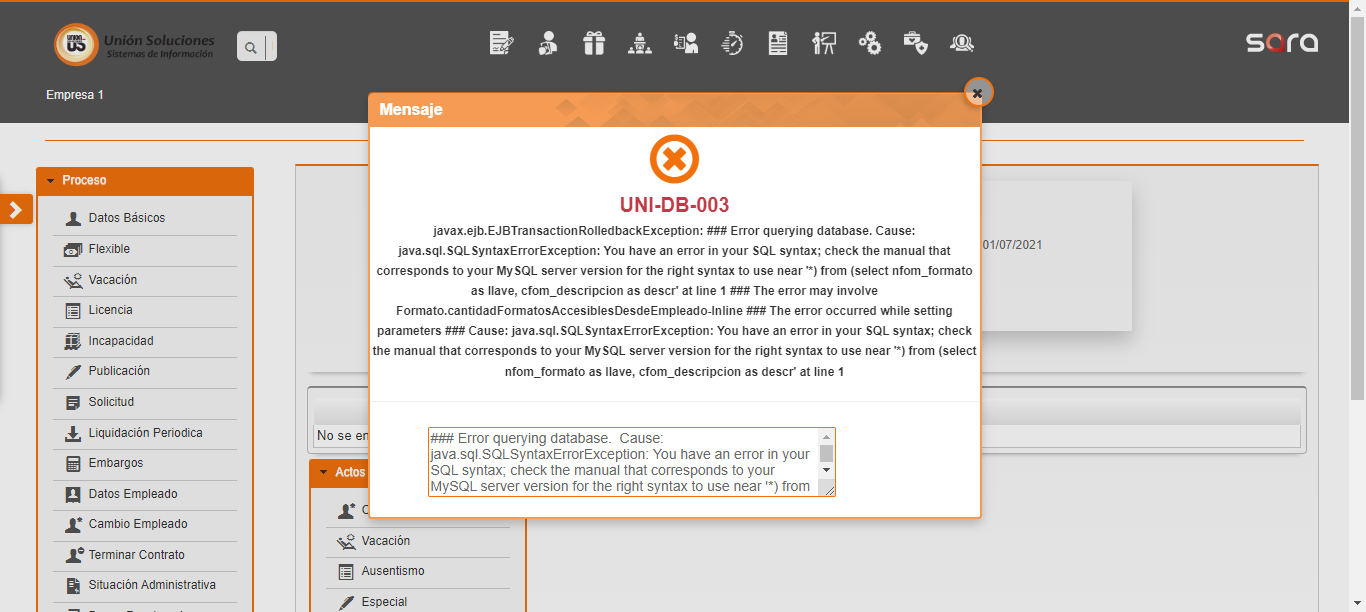 UNION
US
Unión Soluciones
Sistemas de Información
sara
Empresa 1
Mensaje
UNI-DB-003
javax.ejb.EJBTransactionRolledbackException: ### Error querying database. Cause:
java.sql.SQLSyntaxErrorException: You have an error in your SQL syntax; check the manual that
corresponds to your MySQL server version for the right syntax to use near '*) from (select nfom_formato
as llave, cfom_descripcion as descr' at line 1 ### The error may involve
Formato.cantidadFormatosAccesiblesDesdeEmpleado-Inline ### The error occurred while setting
parameters ### Cause: java.sql.SQLSyntaxErrorException: You have an error in your SQL syntax; check
the manual that corresponds to your MySQL server version for the right syntax to use near '*) from (select
nfom_formato as llave, cfom_descripcion as descr' at line 1
### Error querying database.  Cause:
java.sql.SQLSyntaxErrorException: You have an error in your
SQL syntax; check the manual that corresponds to your
MySQL server version for the right syntax to use near '*) from
Proceso
Datos Básicos
Flexible
Vacación
Licencia
Incapacidad
Publicación
Solicitud
Liquidación Periodica
Embargos
Datos Empleado
Cambio Empleado
Terminar Contrato
Situación Administrativa
01/07/2021
No se en
Actos
Vacación
Ausentismo
Especial